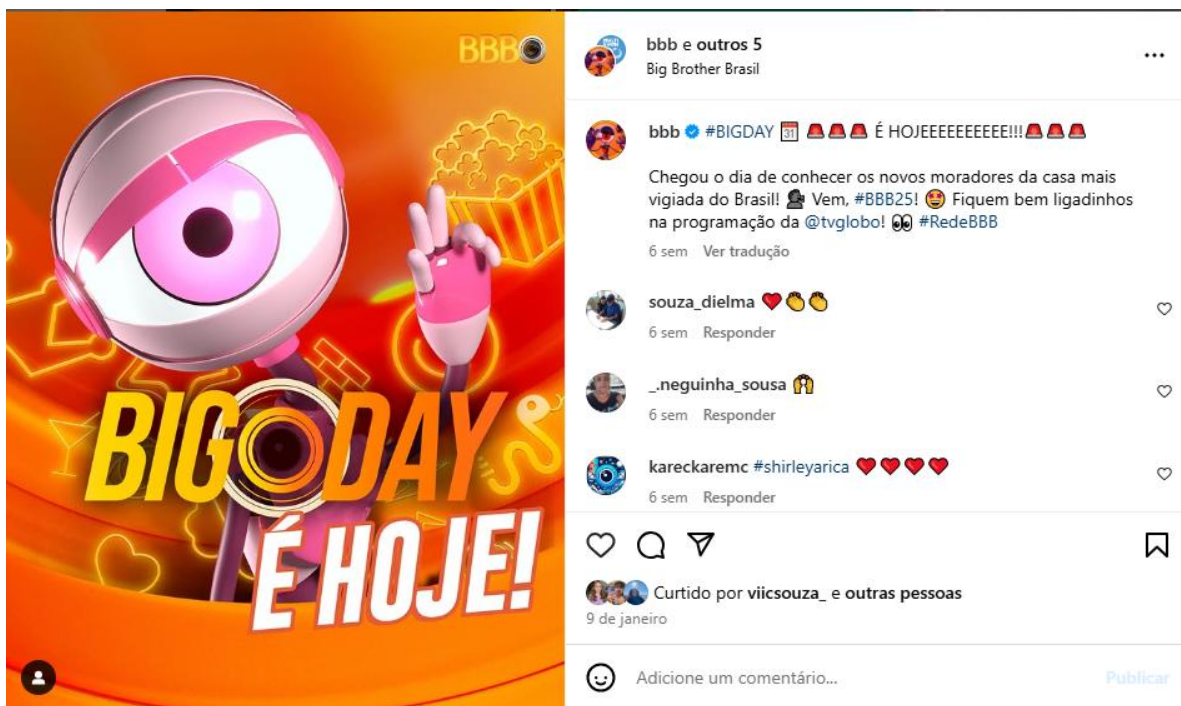 BBB
BIG DAY
É HOJE!
bbb e outros 5
Big Brother Brasil
bbb #BIGDAY 📅 🚨🚨🚨 É HOJEEEEEEEEEE!!!🚨🚨🚨
Chegou o dia de conhecer os novos moradores da casa mais
vigiada do Brasil! 🗣 Vem, #BBB25! 🤩 Fiquem bem ligadinhos
na programação da @tvglobo! 👀 #RedeBBB
6 sem Ver tradução
souza_dielma ❤️👏👏
6 sem Responder
_.neguinha_sousa 🙌
6 sem Responder
kareckaremc #shirleyarica ❤️❤️❤️❤️
6 sem Responder
Curtido por viicsouza_ e outras pessoas
9 de janeiro
Adicione um comentário...
Publicar